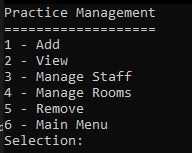 Practice Management
====================
1 - Add
2 - View
3 - Manage Staff
4 - Manage Rooms
5 - Remove
6 - Main Menu
Selection: